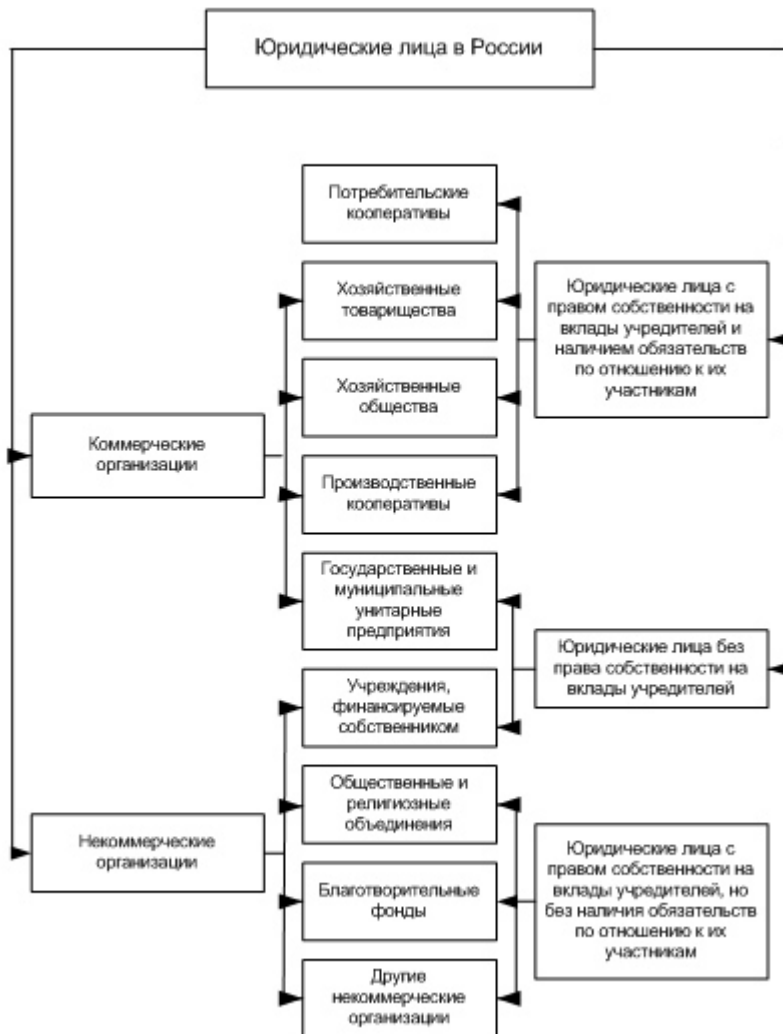 Юридические лица в России
Потребительские
кооперативы
Хозяйственные
товарищества
Юридические лица с
правом собственности на
вклады учредителей и
наличием обязательств
по отношению к их
участникам
Хозяйственные
общества
Коммерческие
организации
Производственные
кооперативы
Государственные и
муниципальные
унитарные
предприятия
Юридические лица без
права собственности на
вклады учредителей
Учреждения,
финансируемые
собственником
Общественные и
религиозные
объединения
Некоммерческие
организации
Юридические лица с
правом собственности на
вклады учредителей, но
без наличия обязательств
по отношению к их
участникам
Благотворительные
фонды
Другие
некоммерческие
организации